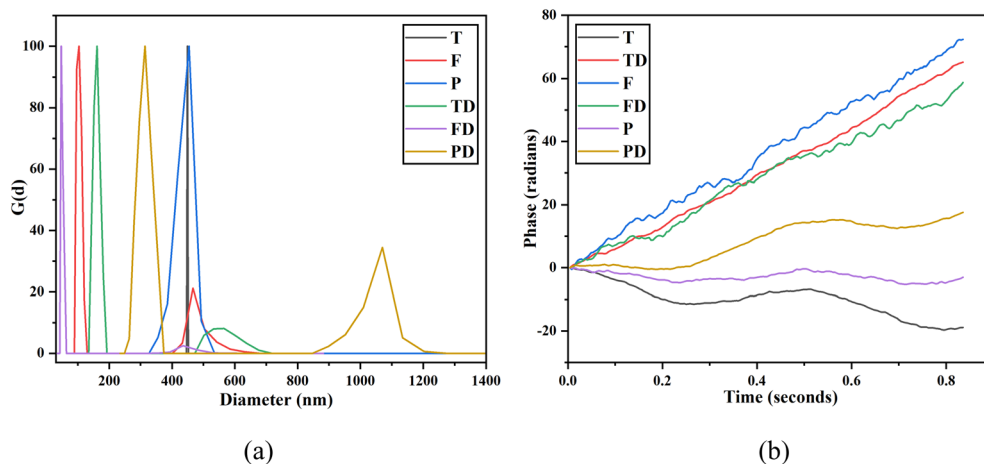 100
80
60
40
20
0
G(d)
200
400
600
800
1000
1200
1400
Diameter (nm)
T
F
P
TD
FD
PD
(a)
80
60
40
20
0
-20
Phase (radians)
0.0
0.2
0.4
0.6
0.8
Time (seconds)
T
TD
F
FD
P
PD
(b)